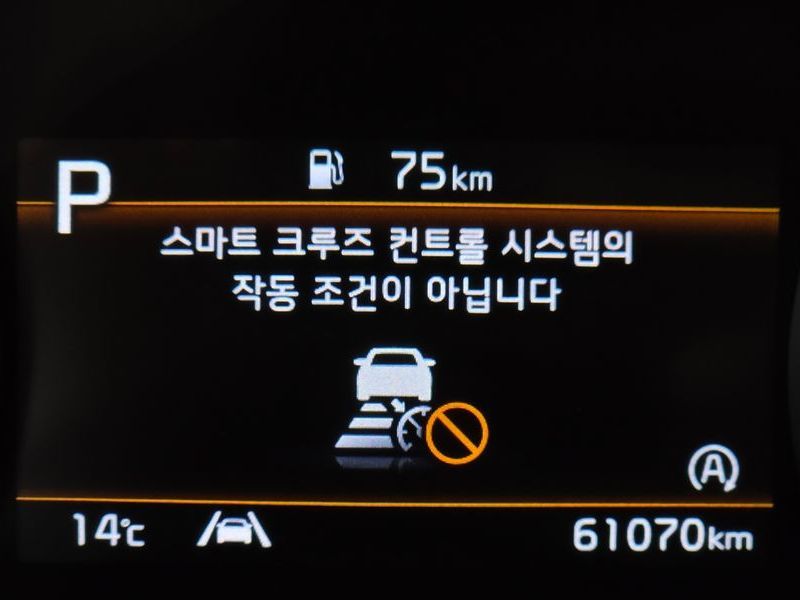 P
75km
스마트 크루즈 컨트롤 시스템의
작동 조건이 아닙니다
A
14℃
61070km